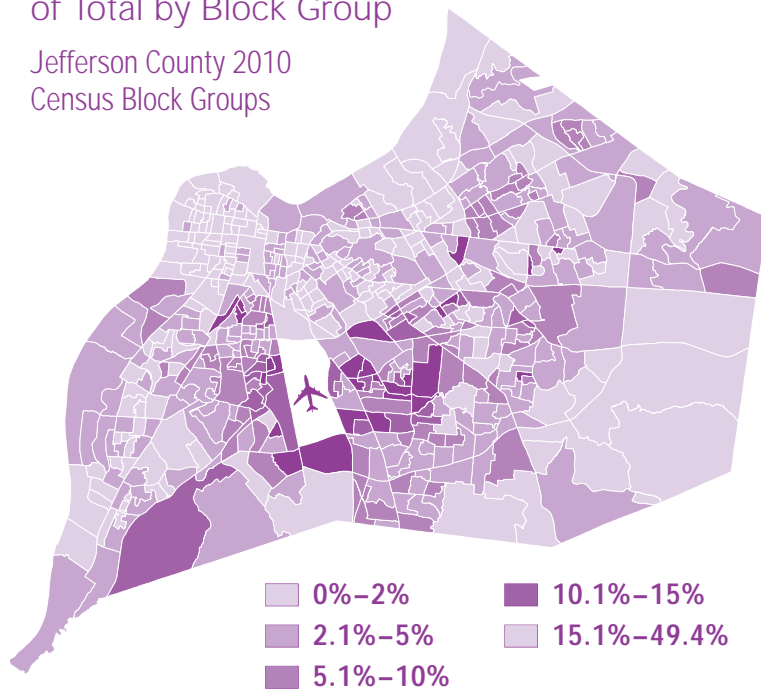 of Total by Block Group
Jefferson County 2010
Census Block Groups
0%–2%
2.1%–5%
5.1%–10%
10.1%–15%
15.1%–49.4%